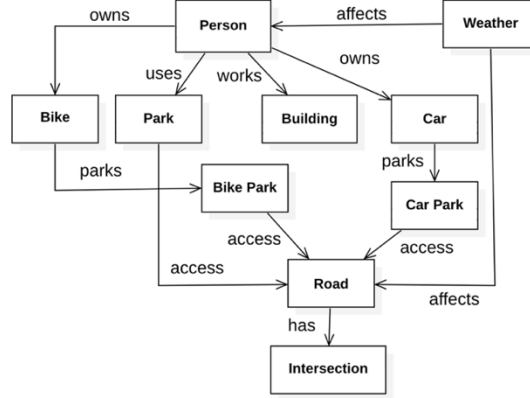 owns
Person
affects
Weather
uses
works
owns
Bike
Park
Building
Car
parks
parks
Bike Park
Car Park
access
access
access
Road
affects
has
Intersection